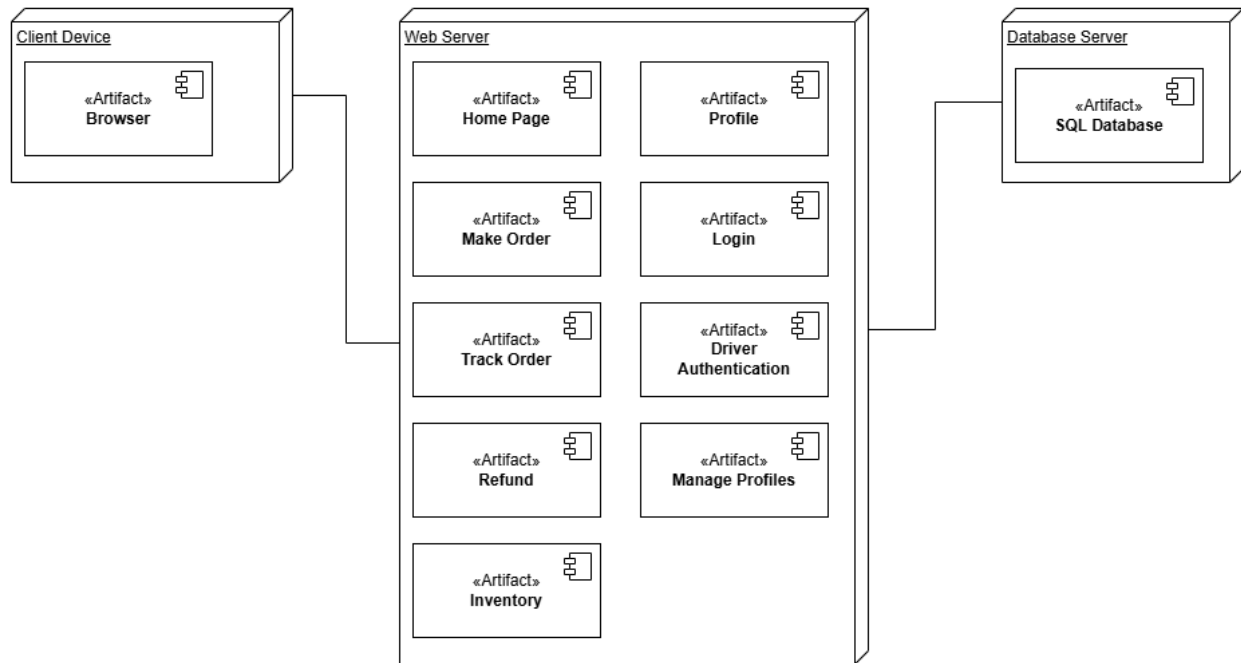 Client Device
«Artifact»
Browser
Web Server
«Artifact»
Home Page
«Artifact»
Profile
«Artifact»
Make Order
«Artifact»
Login
«Artifact»
Track Order
«Artifact»
Driver
Authentication
«Artifact»
Refund
«Artifact»
Manage Profiles
«Artifact»
Inventory
Database Server
«Artifact»
SQL Database